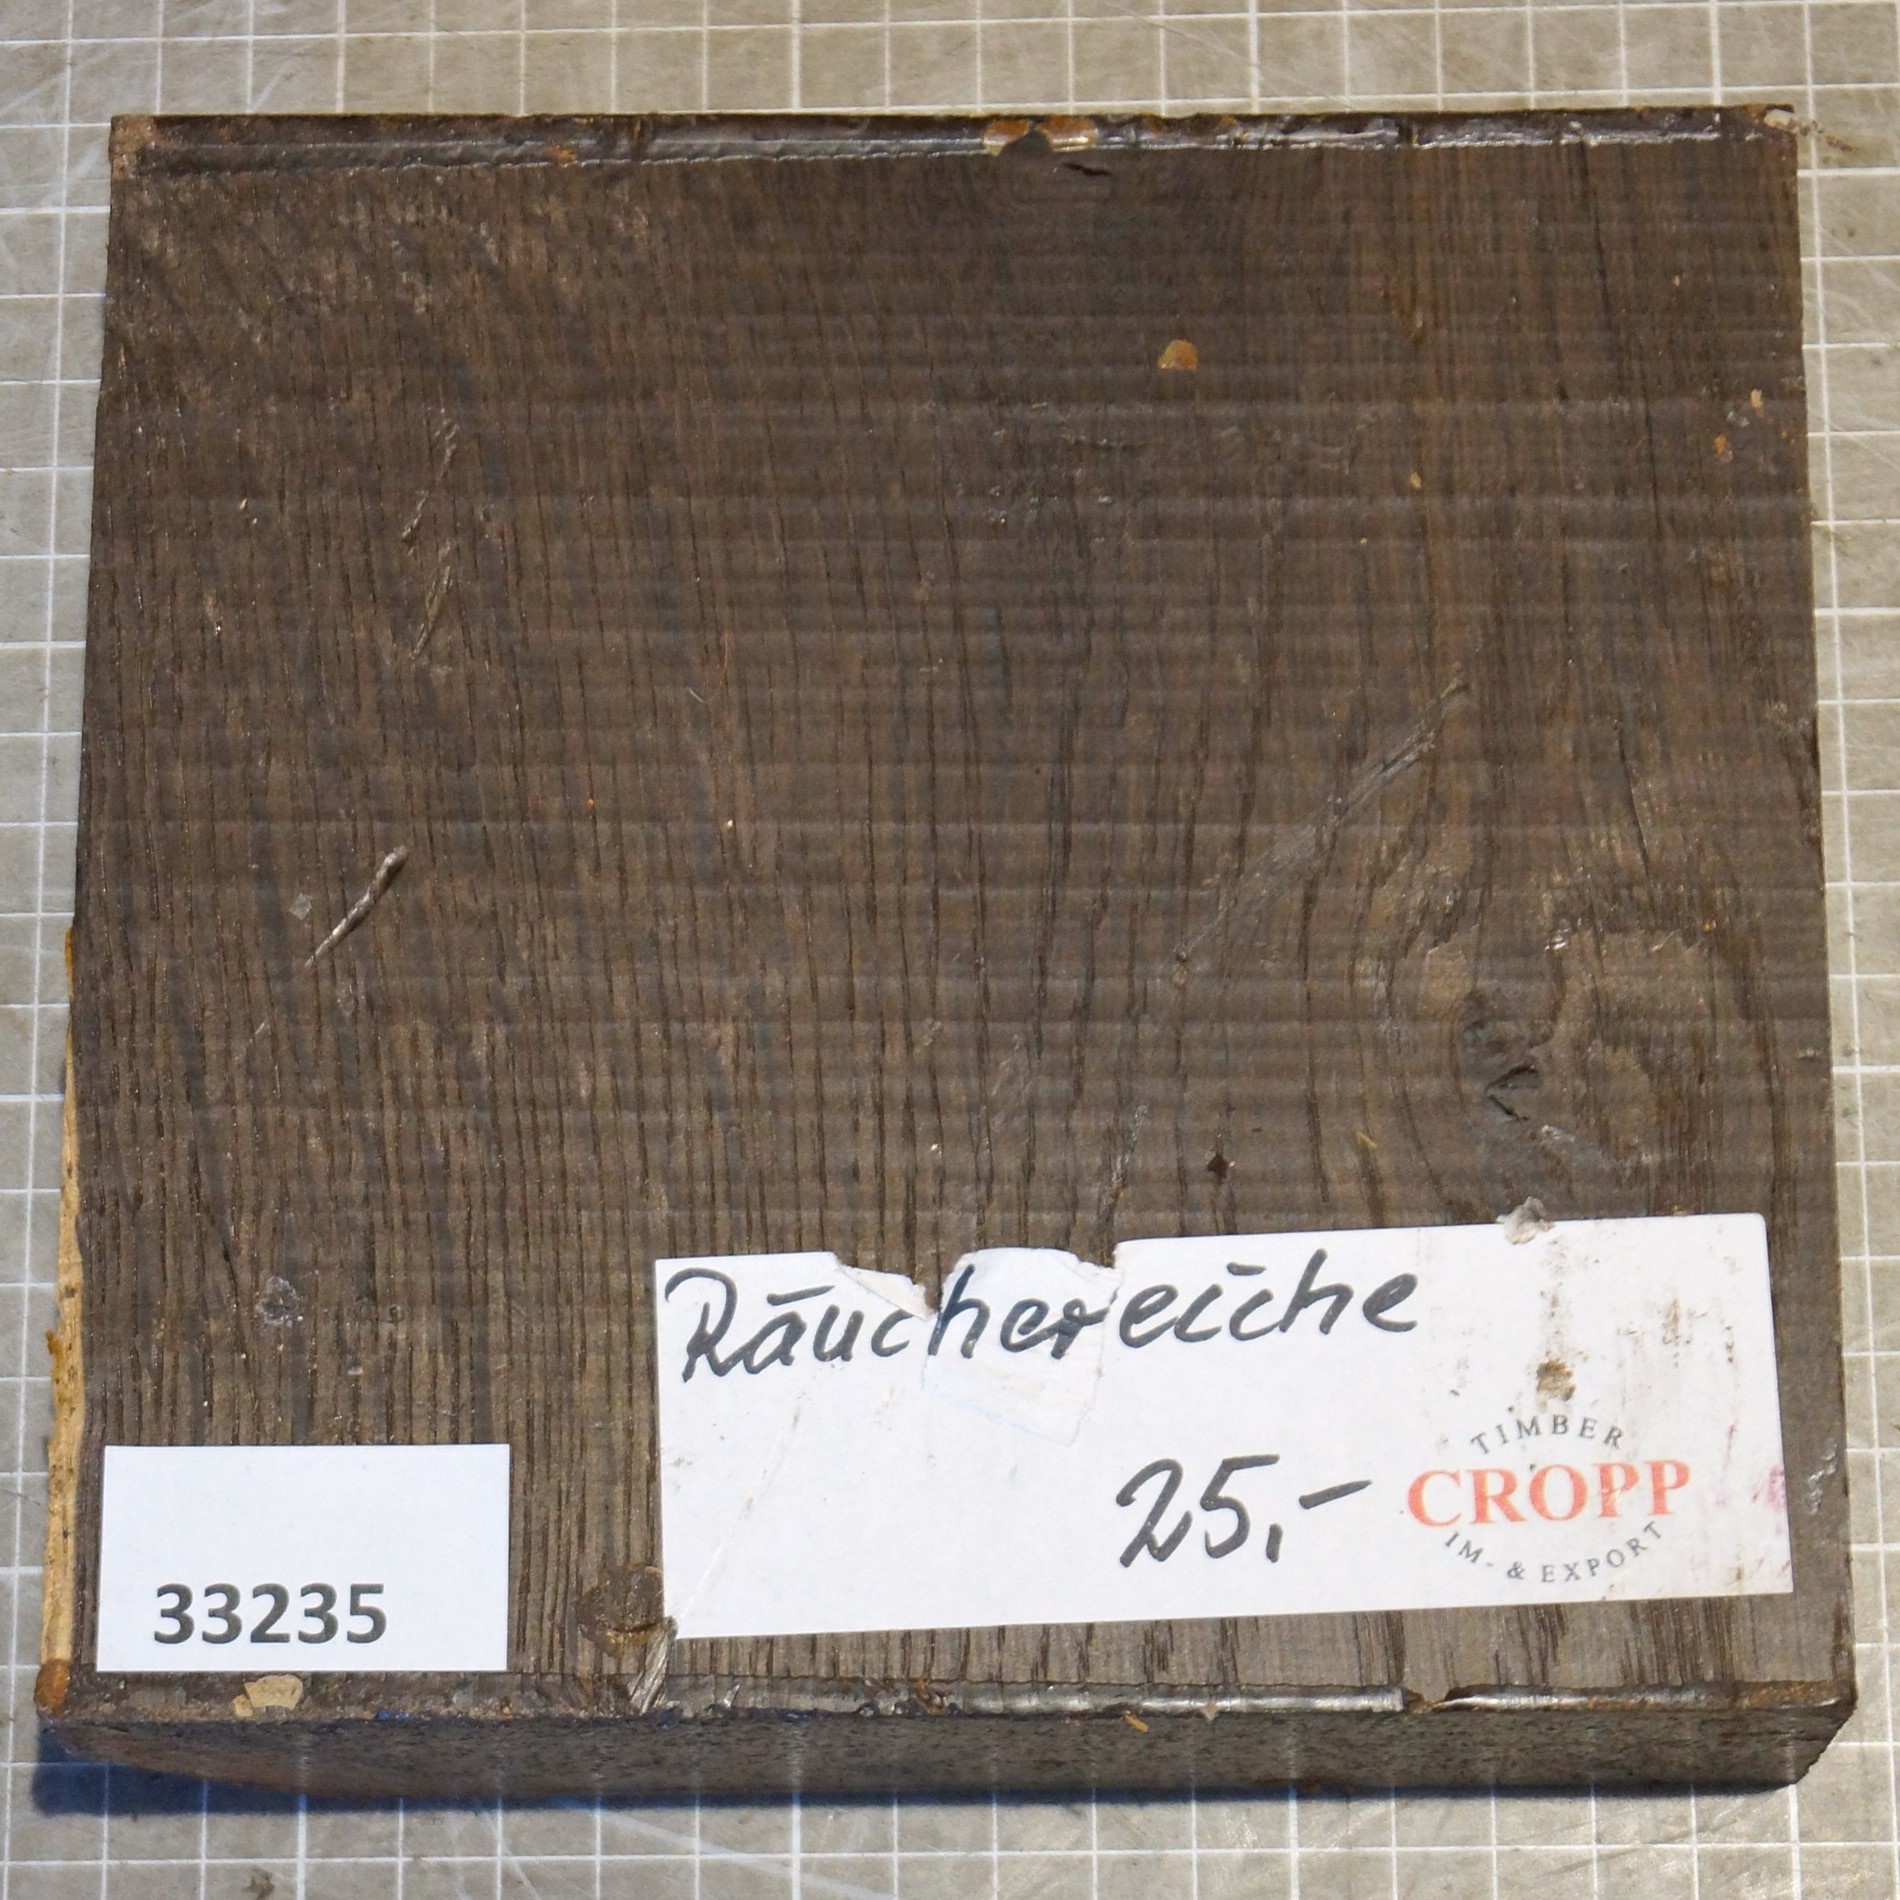 Räuchereiche
25,-
TIMBER
CROPP
IM- & EXPORT
33235